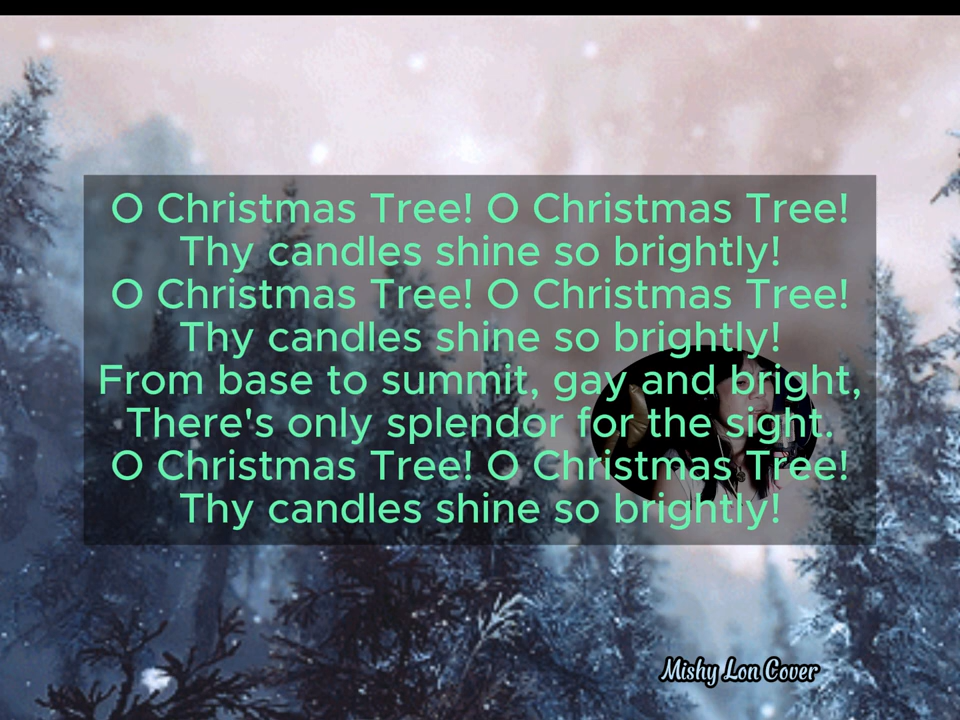 O Christmas Tree! O Christmas Tree!
Thy candles shine so brightly!
O Christmas Tree! O Christmas Tree!
Thy candles shine so brightly!
From base to summit, gay and bright,
There's only splendor for the sight.
O Christmas Tree! O Christmas Tree!
Thy candles shine so brightly!
Mishy Lon Cover